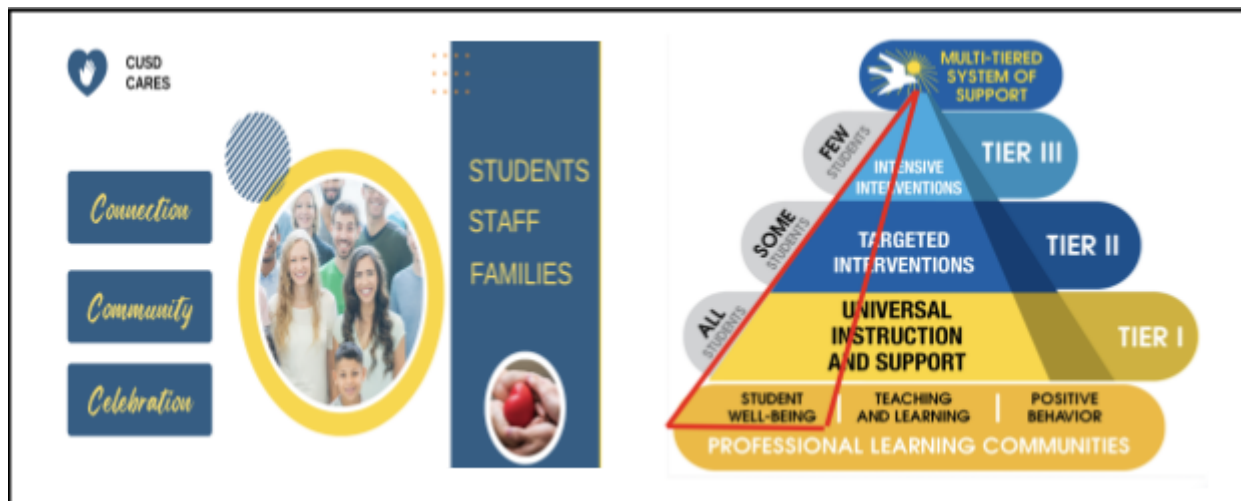 CUSD
CARES
Connection
Community
Celebration
STUDENTS
STAFF
FAMILIES
MULTI-TIERED
SYSTEM OF
SUPPORT
FEW
STUDENTS
INTENSIVE
INTERVENTIONS
TIER III
SOME
STUDENTS
TARGETED
INTERVENTIONS
TIER II
ALL
STUDENTS
UNIVERSAL
INSTRUCTION
AND SUPPORT
TIER I
STUDENT
WELL-BEING
TEACHING
AND LEARNING
POSITIVE
BEHAVIOR
PROFESSIONAL LEARNING COMMUNITIES